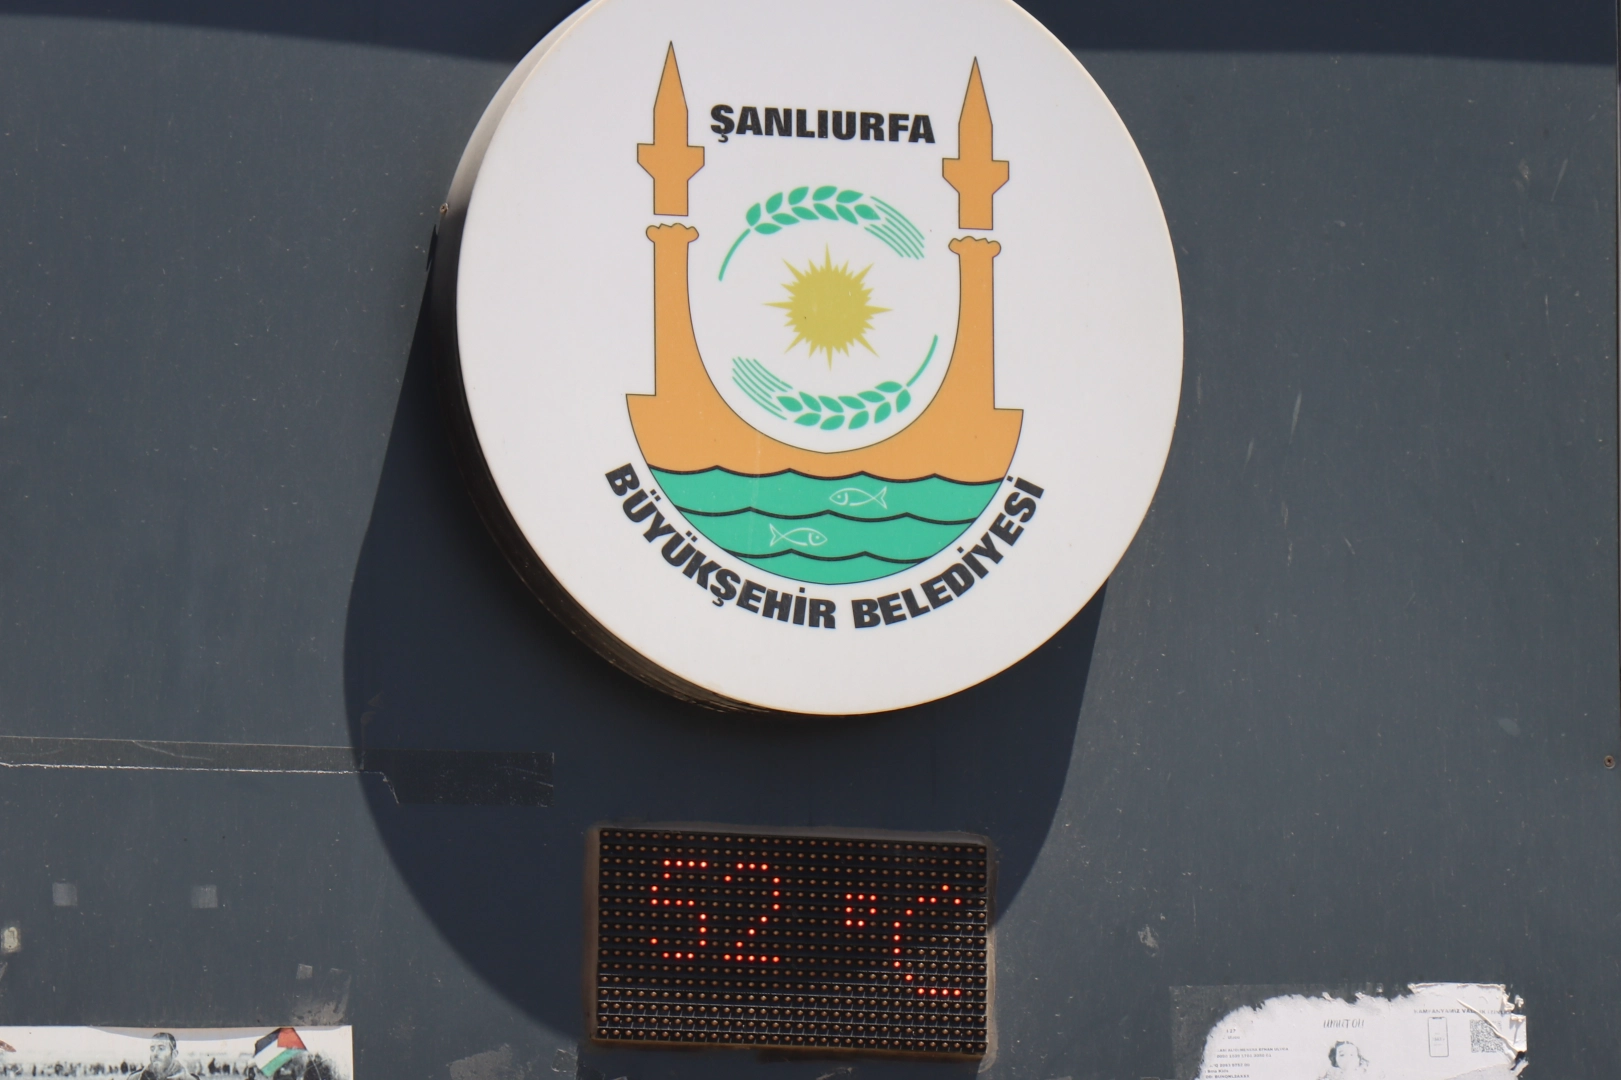 ŞANLIURFA
BÜYÜKŞEHİR BELEDİYESİ
52 °C